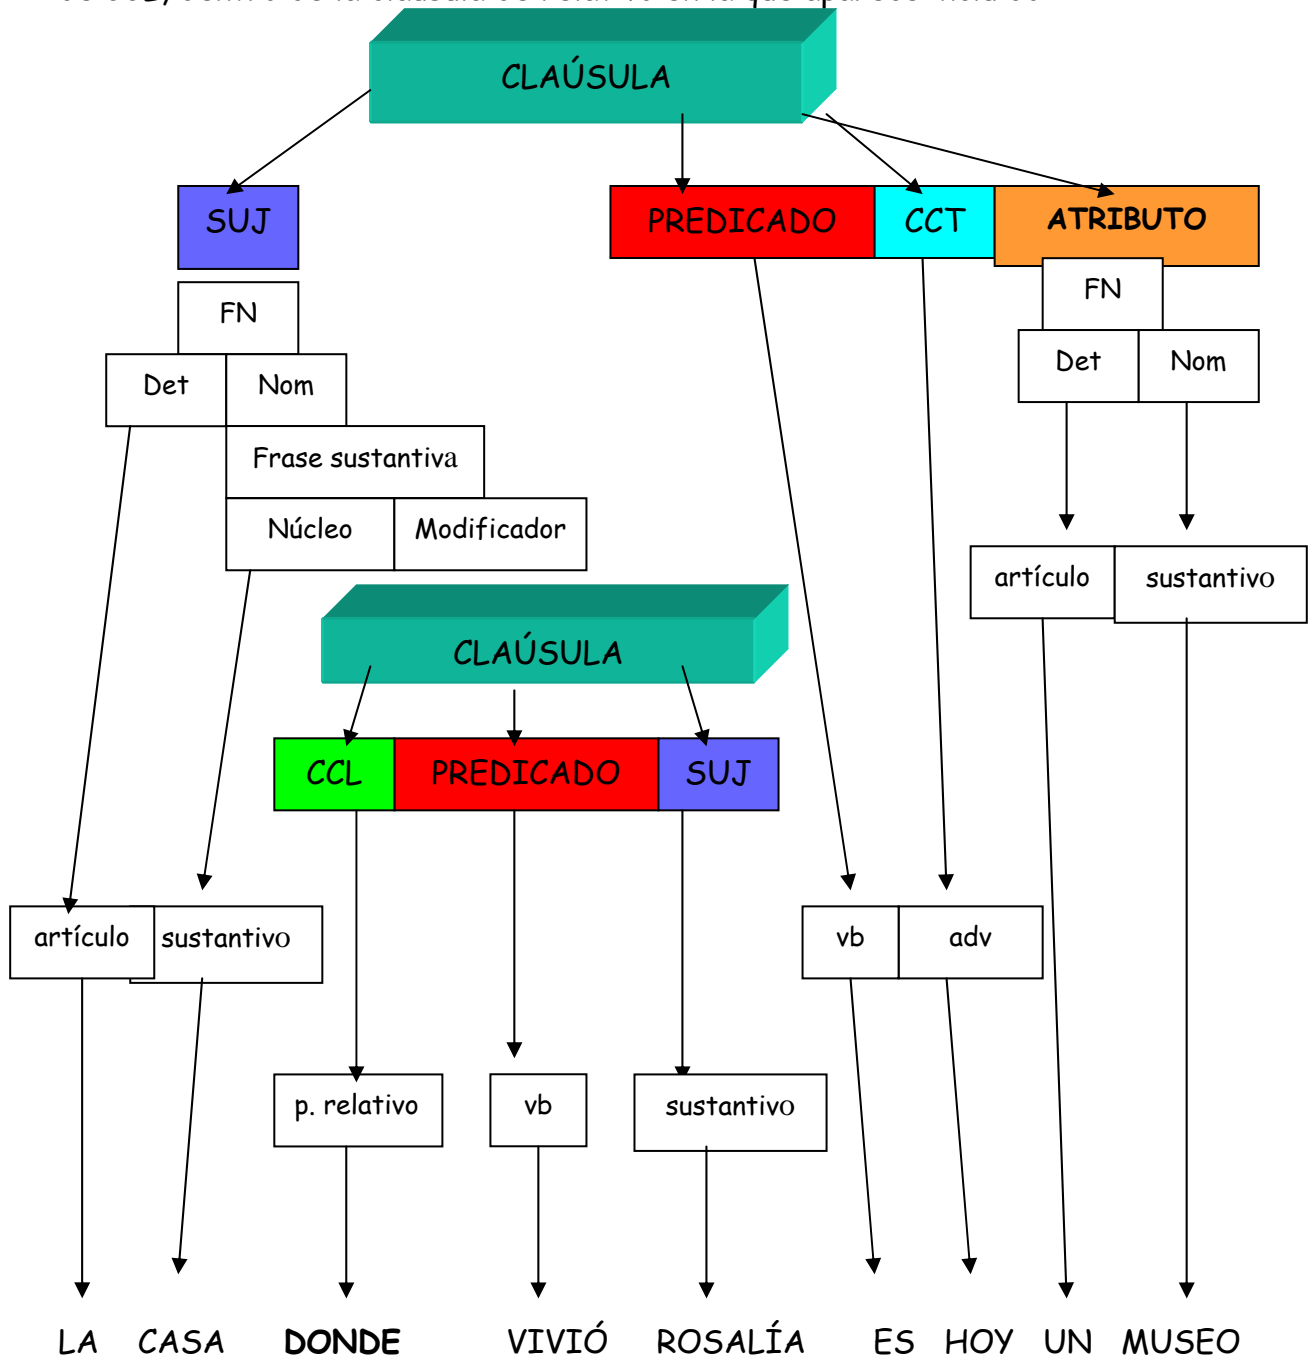 CLAÚSULA
SUJ PREDICADO CCT ATRIBUTO
FN FN
Det Nom Det Nom
Frase sustantiva
Núcleo Modificador
artículo sustantivo
CLAÚSULA
CCL PREDICADO SUJ
artículo sustantivo vb adv
p. relativo vb sustantivo
LA CASA DONDE VIVIÓ ROSALÍA ES HOY UN MUSEO